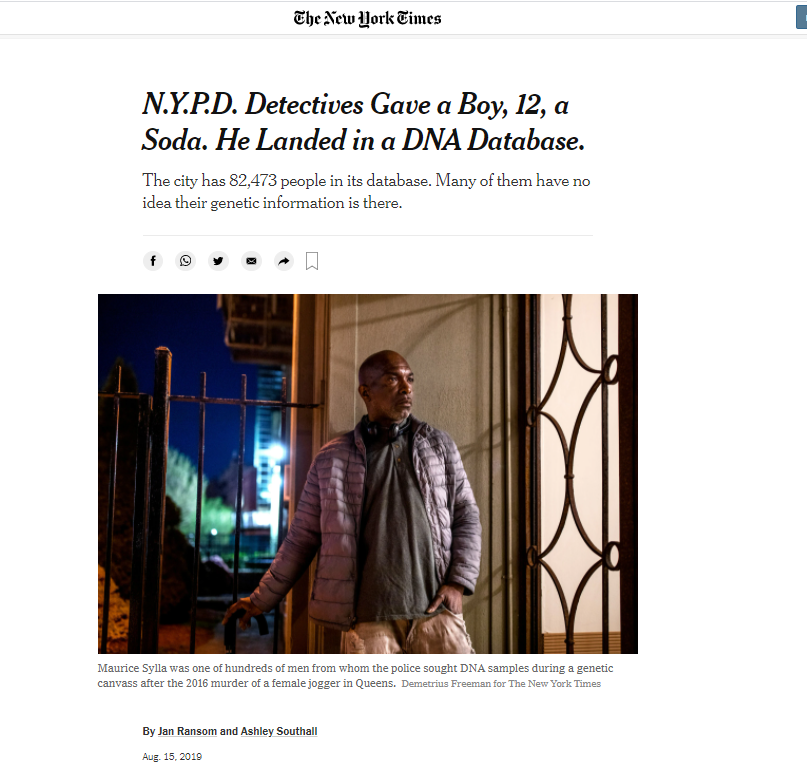 The New York Times
N.Y.P.D. Detectives Gave a Boy, 12, a
Soda. He Landed in a DNA Database.
The city has 82,473 people in its database. Many of them have no
idea their genetic information is there.
Maurice Sylla was one of hundreds of men from whom the police sought DNA samples during a genetic
canvass after the 2016 murder of a female jogger in Queens. Demetrius Freeman for The New York Times
By Jan Ransom and Ashley Southall
Aug. 15, 2019